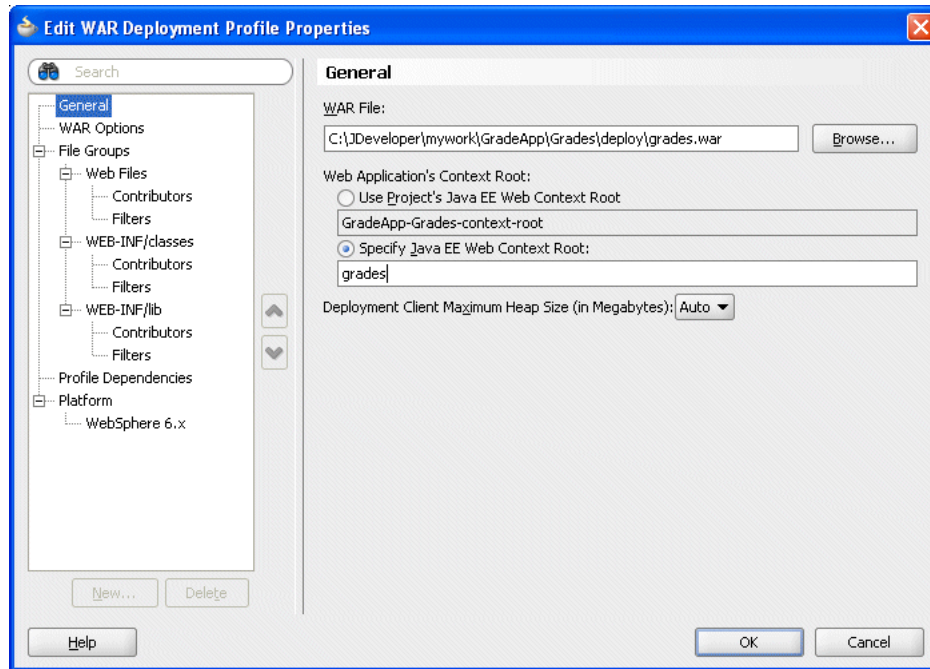 Edit WAR Deployment Profile Properties
Search
General
WAR Options
File Groups
Web Files
Contributors
Filters
WEB-INF/classes
Contributors
Filters
WEB-INF/lib
Contributors
Filters
Profile Dependencies
Platform
WebSphere 6.x
New...
Delete
General
WAR File:
C:\JDeveloper\mywork\GradeApp\Grades\deploy\grades.war
Browse...
Web Application's Context Root:
Use Project's Java EE Web Context Root
GradeApp-Grades-context-root
Specify Java EE Web Context Root:
grades
Deployment Client Maximum Heap Size (in Megabytes): Auto
Help
OK
Cancel